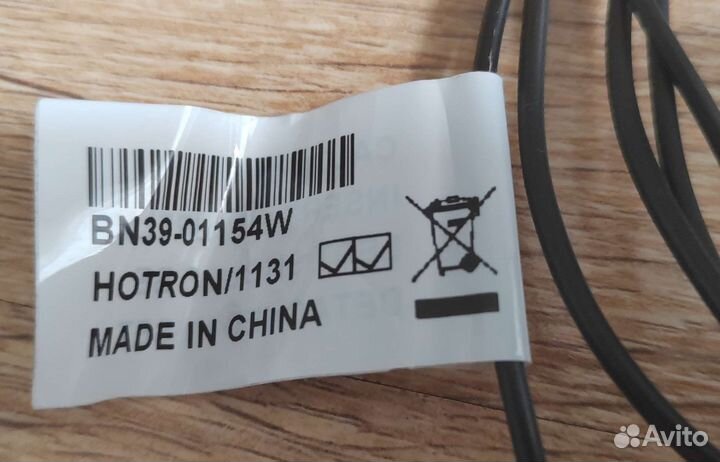 BN39-01154W
HOTRON/1131
MADE IN CHINA
Avito